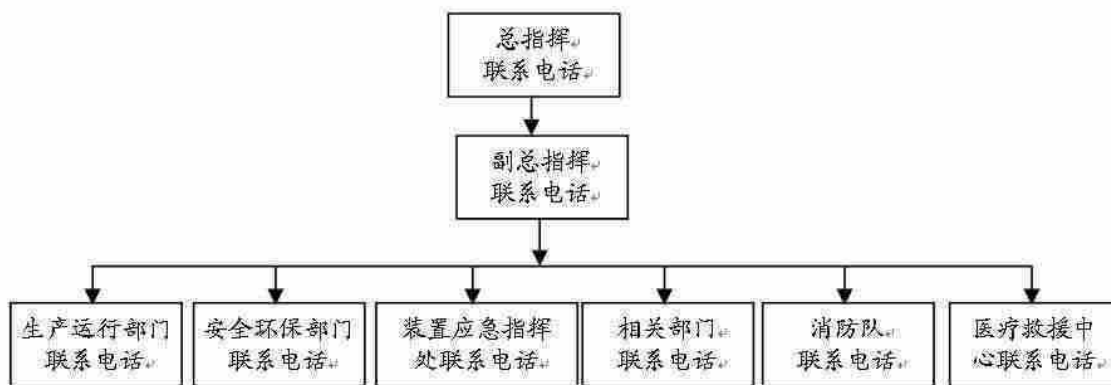 总指挥
联系电话
副总指挥
联系电话
生产运行部门
联系电话
安全环保部门
联系电话
装置应急指挥
处联系电话
相关部门
联系电话
消防队
联系电话
医疗救援中
心联系电话